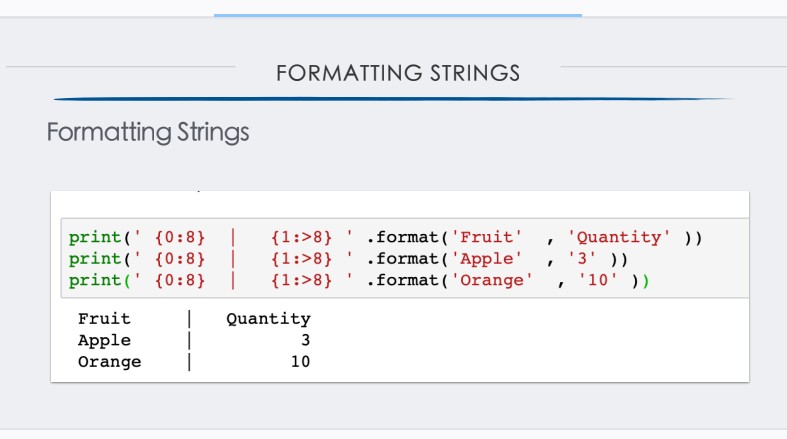 FORMATTING STRINGS
Formatting Strings
print(' {0:8}  |   {1:>8} ' .format('Fruit'  , 'Quantity' ))
print(' {0:8}  |   {1:>8} ' .format('Apple'  , '3' ))
print(' {0:8}  |   {1:>8} ' .format('Orange'  , '10' ))
Fruit     |   Quantity
Apple     |          3
Orange    |         10